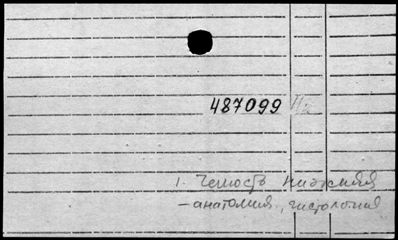 487099
1. Челюсть нижняя
— анатомия, гистология